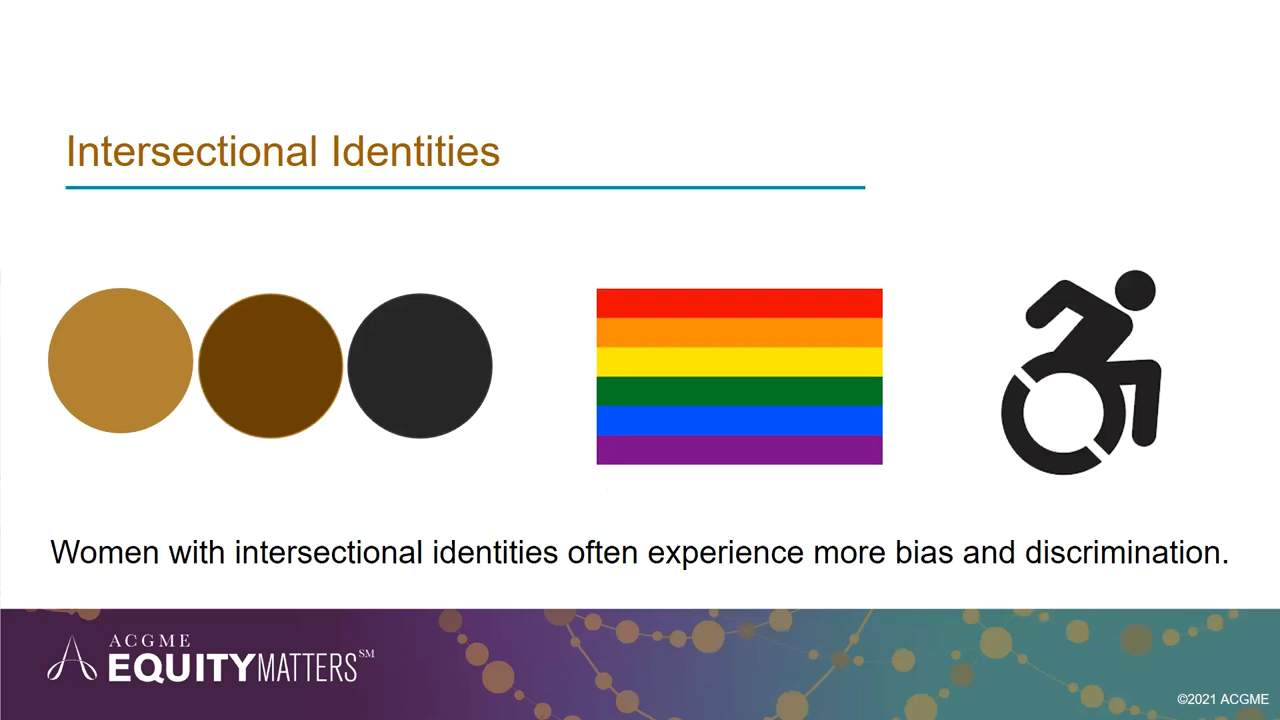 Intersectional Identities
Women with intersectional identities often experience more bias and discrimination.
ACGME
EQUITYMATTERS℠
©2021 ACGME